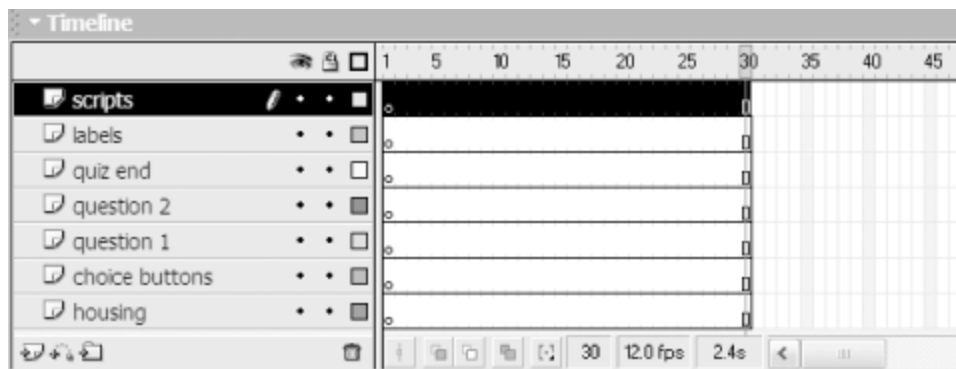 Timeline
1 5 10 15 20 25 30 35 40 45
scripts
labels
quiz end
question 2
question 1
choice buttons
housing
30 12.0 fps 2.4s